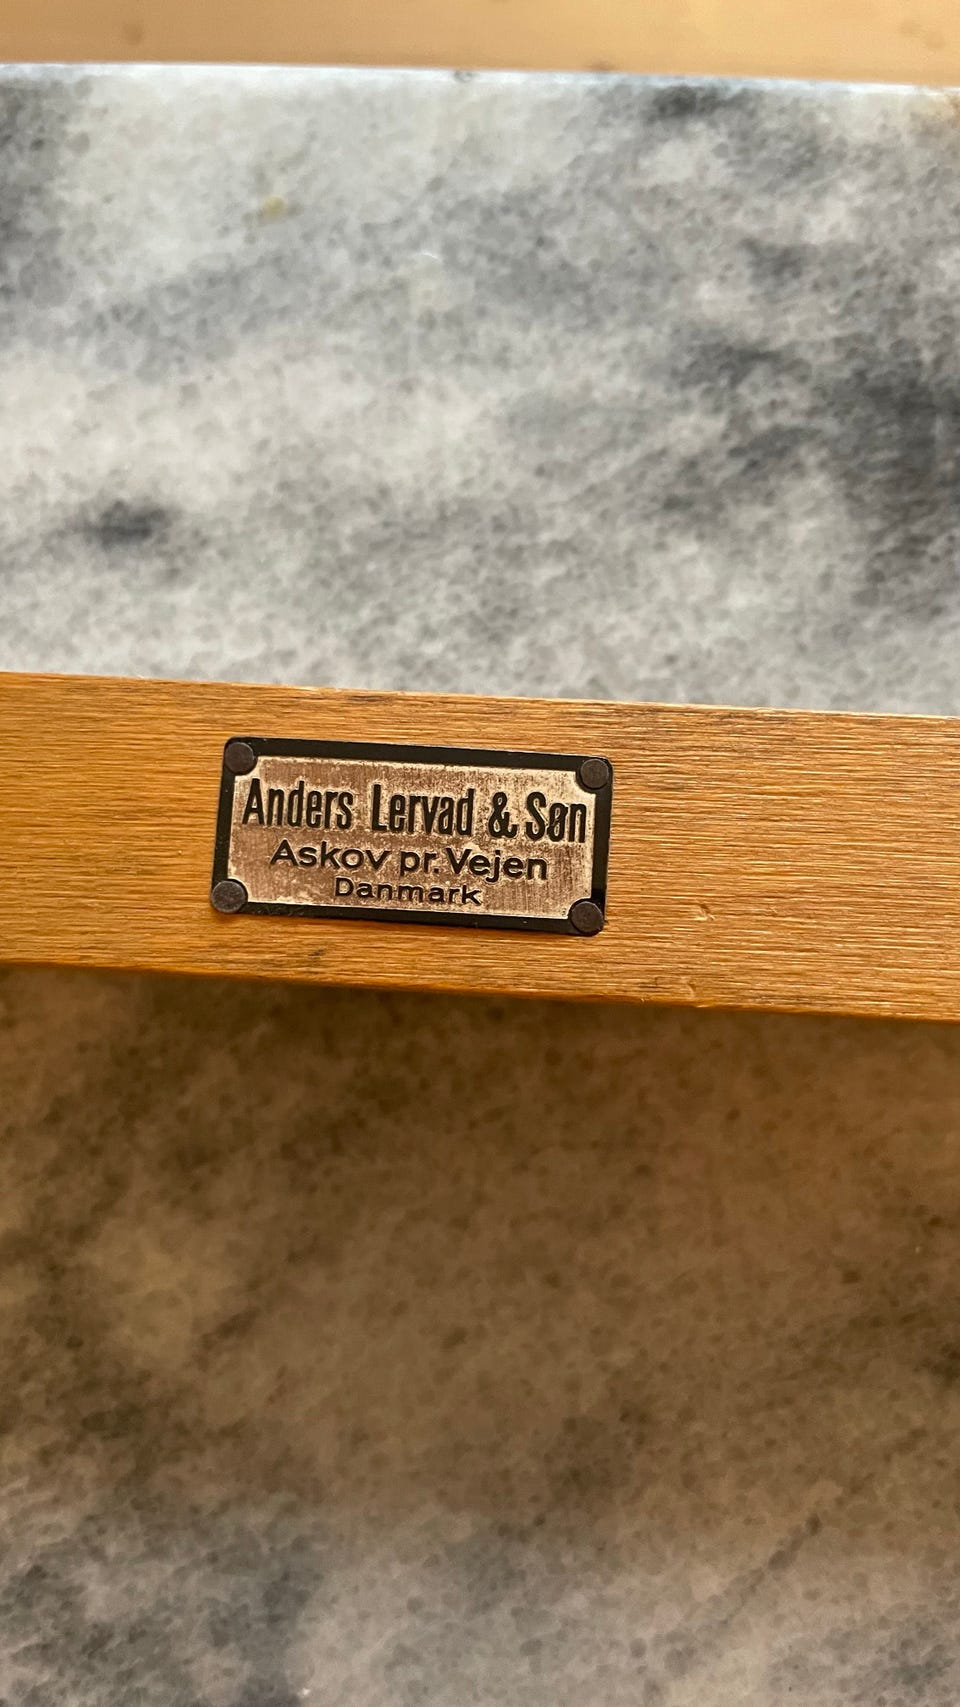 Anders Lervad & Søn
Askov pr. Vejen
Danmark